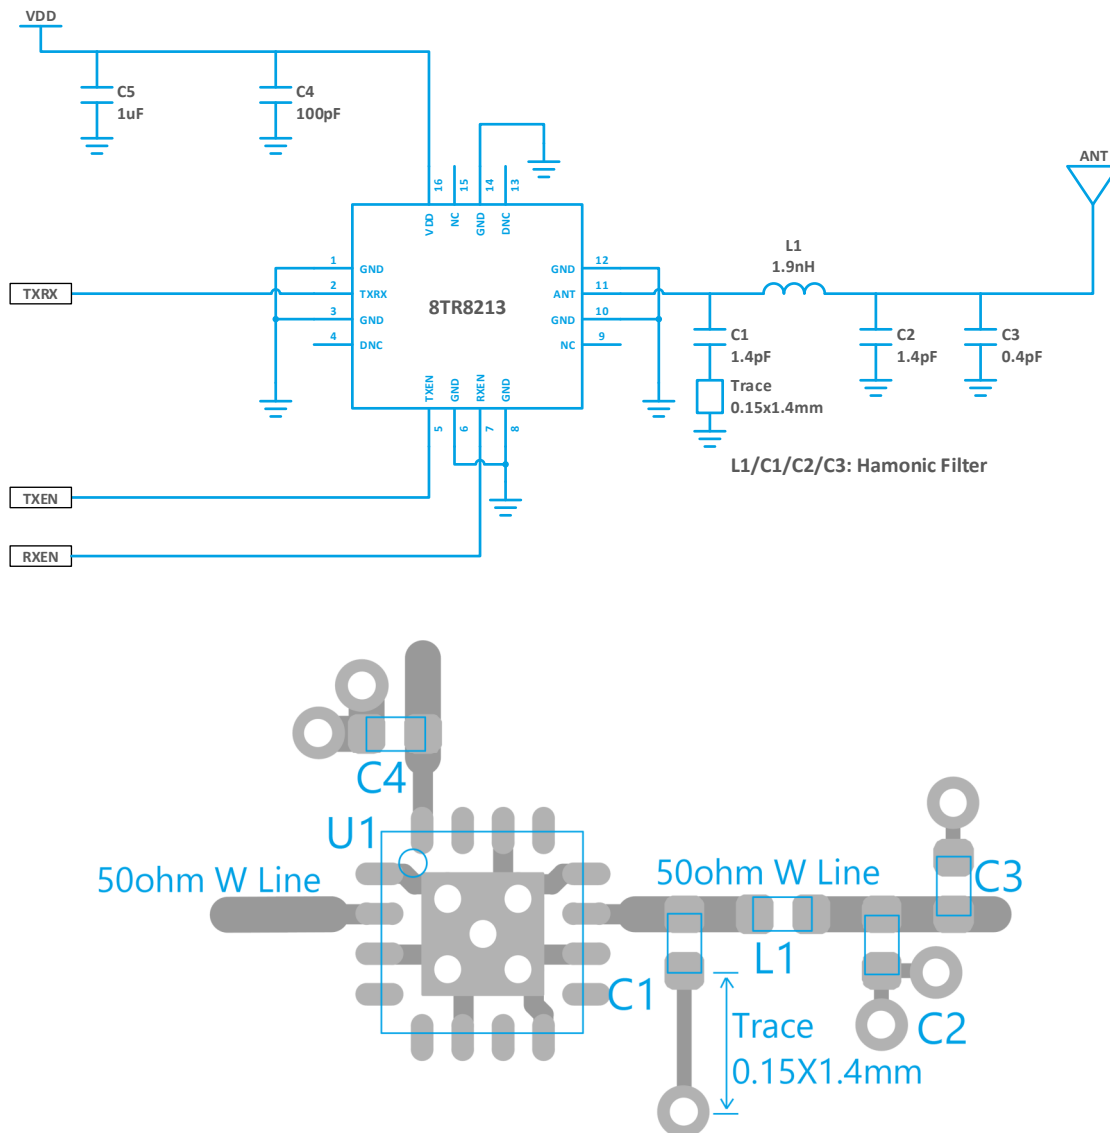 VDD
C5
1uF
C4
100pF
16
15
14
13
VDD
NC
GND
DNC
ANT
1
GND
TXRX
2
TXRX
3
GND
4
DNC
8TR8213
GND
12
ANT
11
GND
10
NC
9
L1
1.9nH
C1
1.4pF
C2
1.4pF
C3
0.4pF
Trace
0.15x1.4mm
TXEN
GND
RXEN
GND
5
6
7
8
L1/C1/C2/C3: Hamonic Filter
TXEN
RXEN
C4
U1
50ohm W Line
50ohm W Line
C3
L1
C1
Trace
0.15X1.4mm
C2